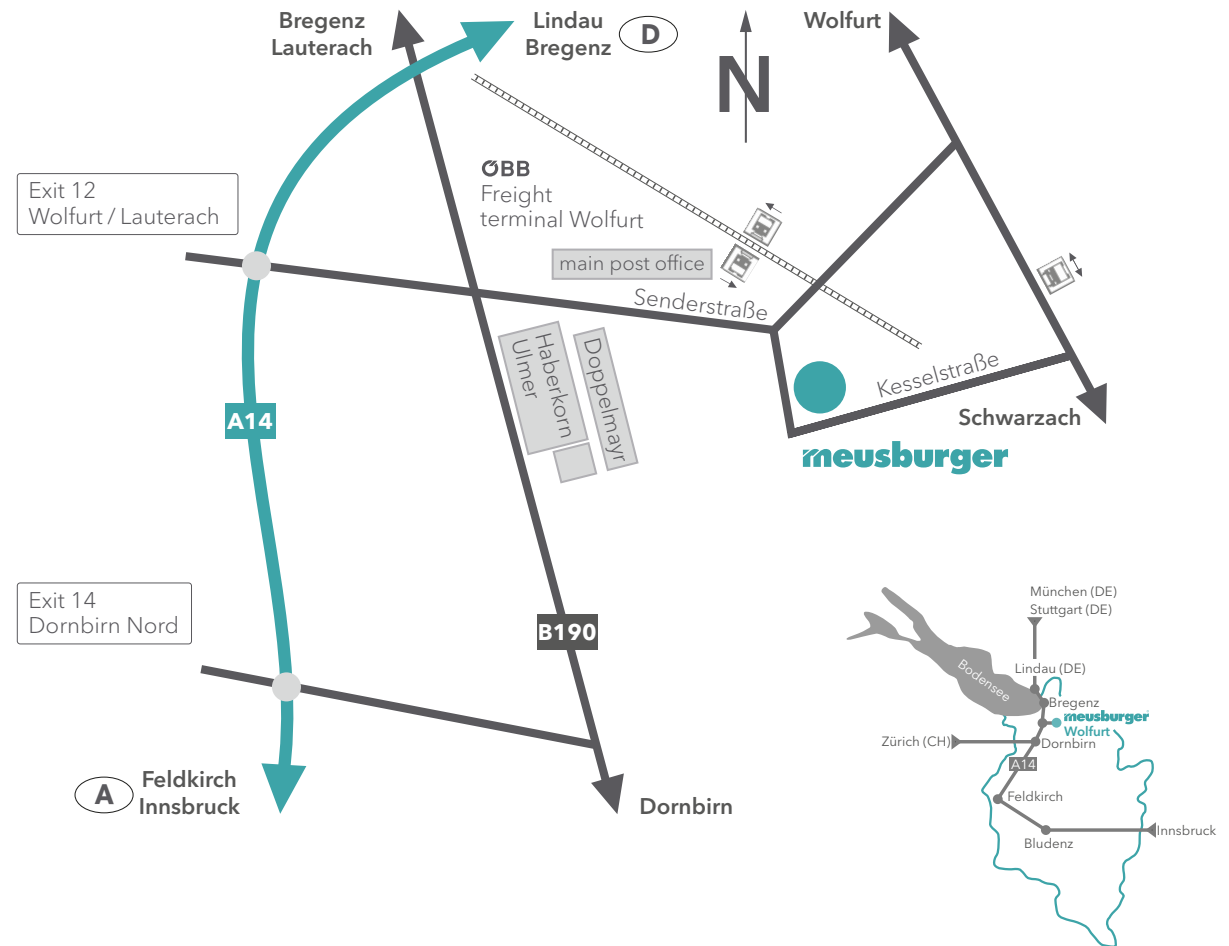 Bregenz
Lauterach
Lindau
Bregenz
D
N
Wolfurt
Exit 12
Wolfurt / Lauterach
ÖBB
Freight
terminal Wolfurt
main post office
Senderstraße
Haberkorn
Ulmer
Doppelmayr
Kesselstraße
Schwarzach
meusburger
A14
Exit 14
Dornbirn Nord
B190
A
Feldkirch
Innsbruck
Dornbirn
München (DE)
Stuttgart (DE)
Lindau (DE)
Bodensee
Bregenz
meusburger
Wolfurt
Zürich (CH)
Dornbirn
A14
Feldkirch
Bludenz
Innsbruck